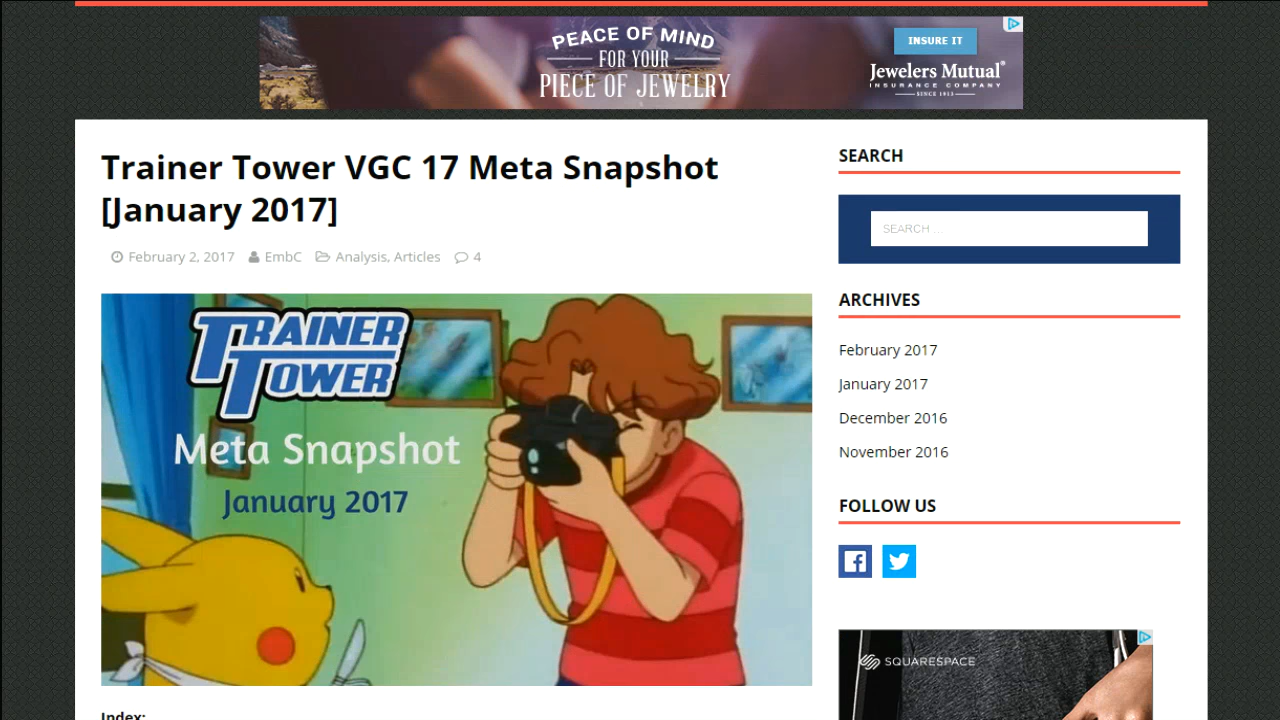 PEACE OF MIND
FOR YOUR
PIECE OF JEWELRY
INSURE IT
Jewelers Mutual®
INSURANCE COMPANY
SINCE 1913
Trainer Tower VGC 17 Meta Snapshot
[January 2017]
February 2, 2017 EmbC Analysis, Articles 4
TRAINER
TOWER
Meta Snapshot
January 2017
Index:
SEARCH
SEARCH ...
ARCHIVES
February 2017
January 2017
December 2016
November 2016
FOLLOW US
SQUARESPACE